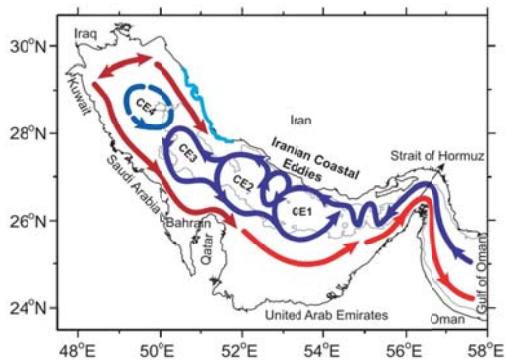 30°N
28°N
26°N
24°N
48°E
50°E
52°E
54°E
56°E
58°E
Iraq
Kuwait
CE4
Iran
CE3
Iranian Coastal
Eddies
Strait of Hormuz
CE2
CE1
Saudi Arabia
Bahrain
Qatar
Gulf of Oman
United Arab Emirates
Oman